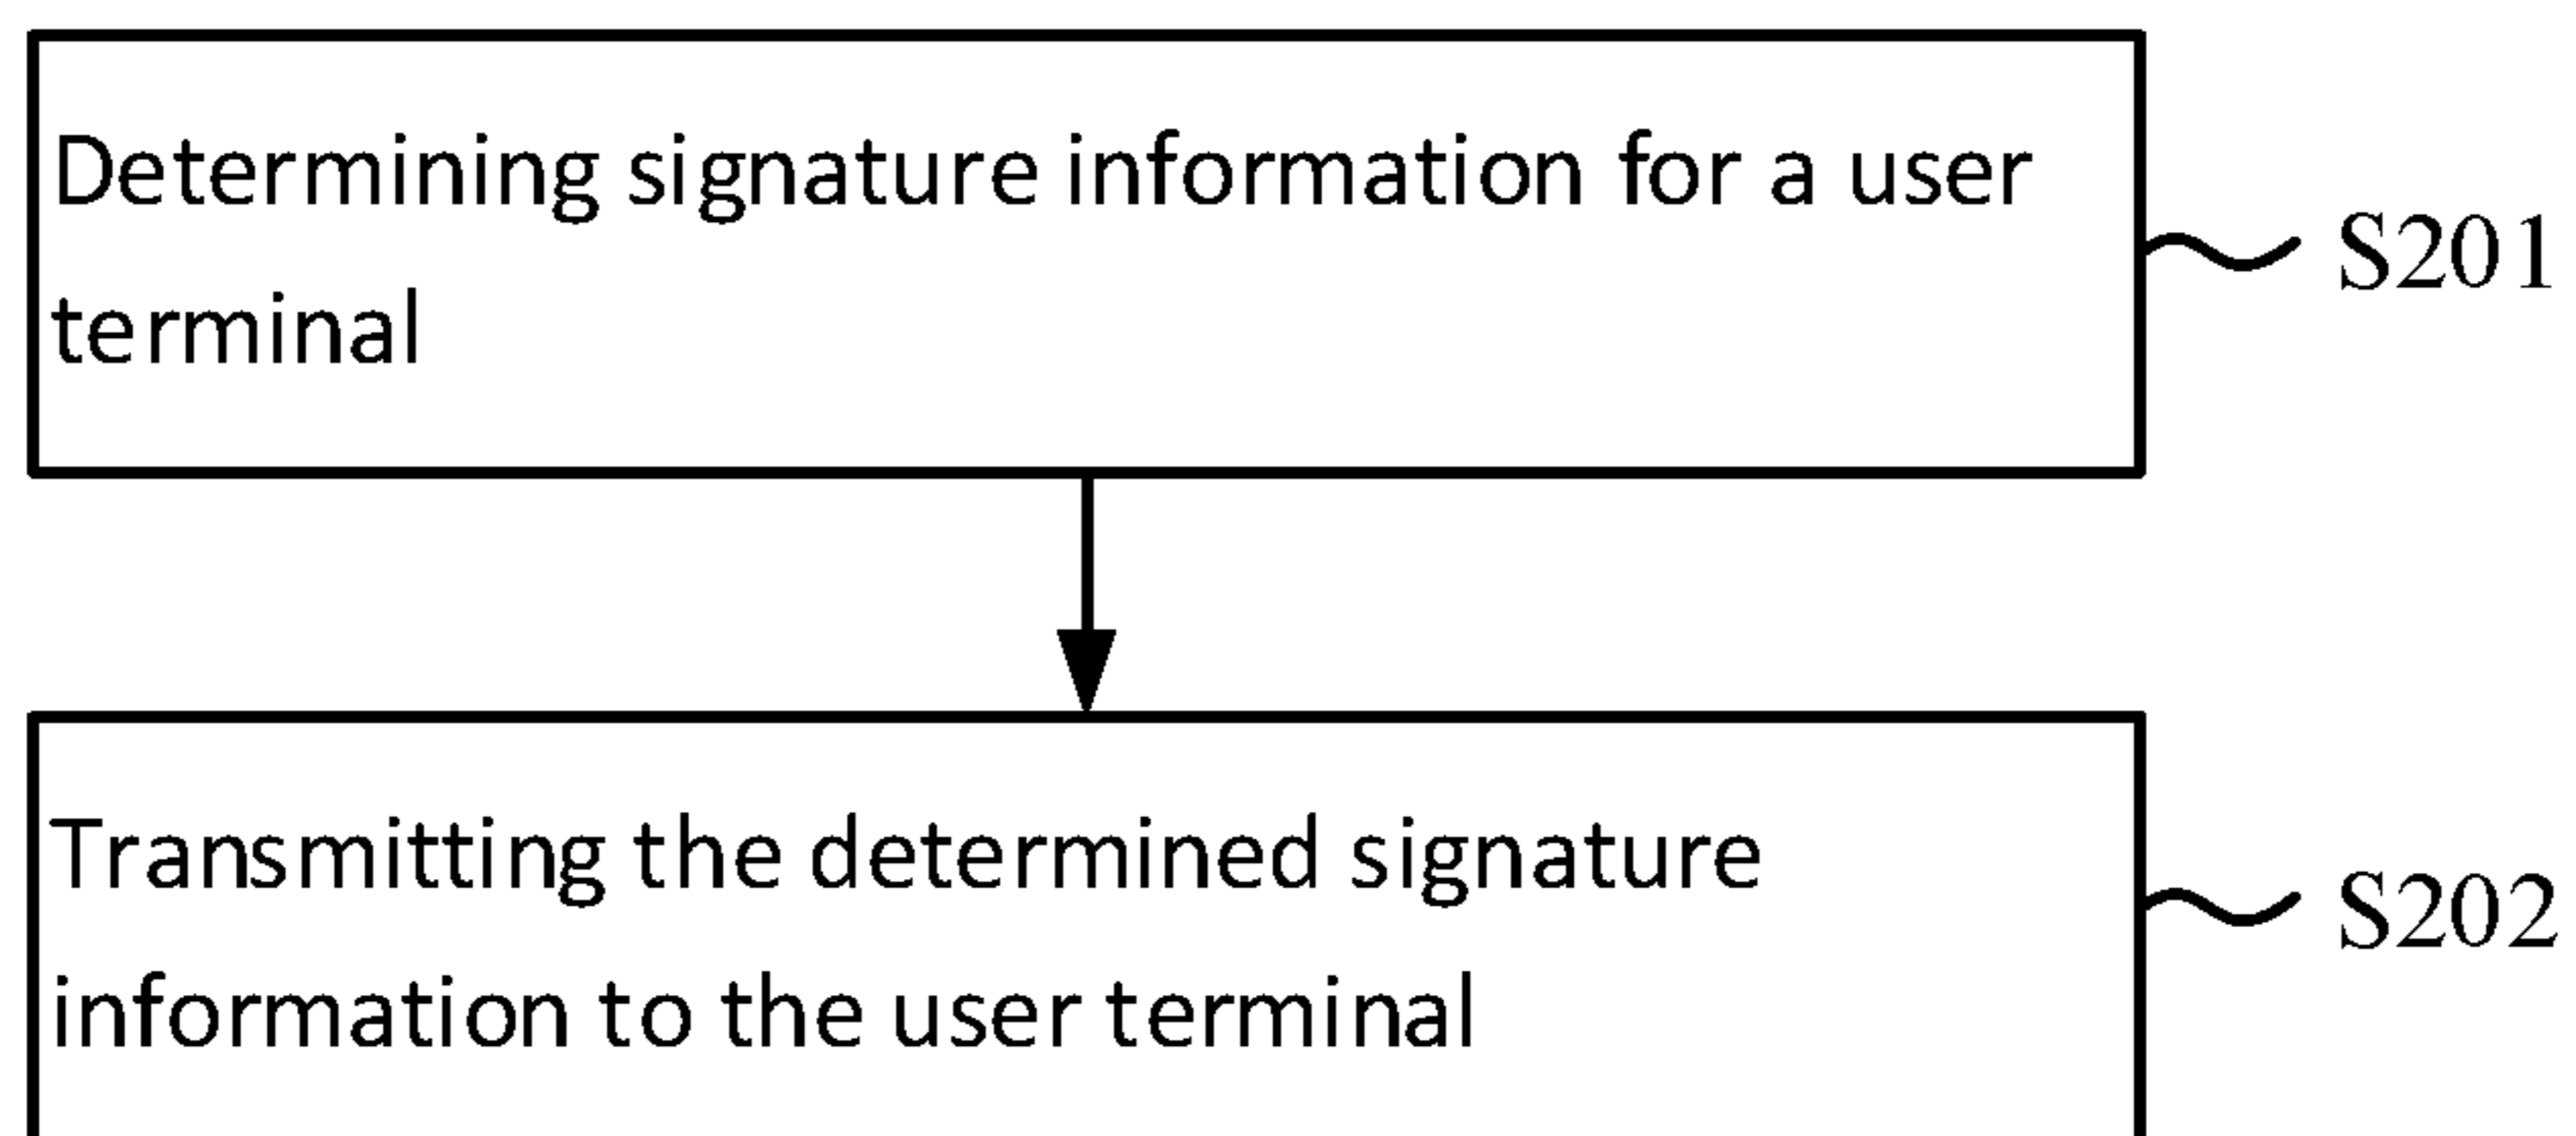 Determining signature information for a user
terminal
S201
Transmitting the determined signature
information to the user terminal
S202